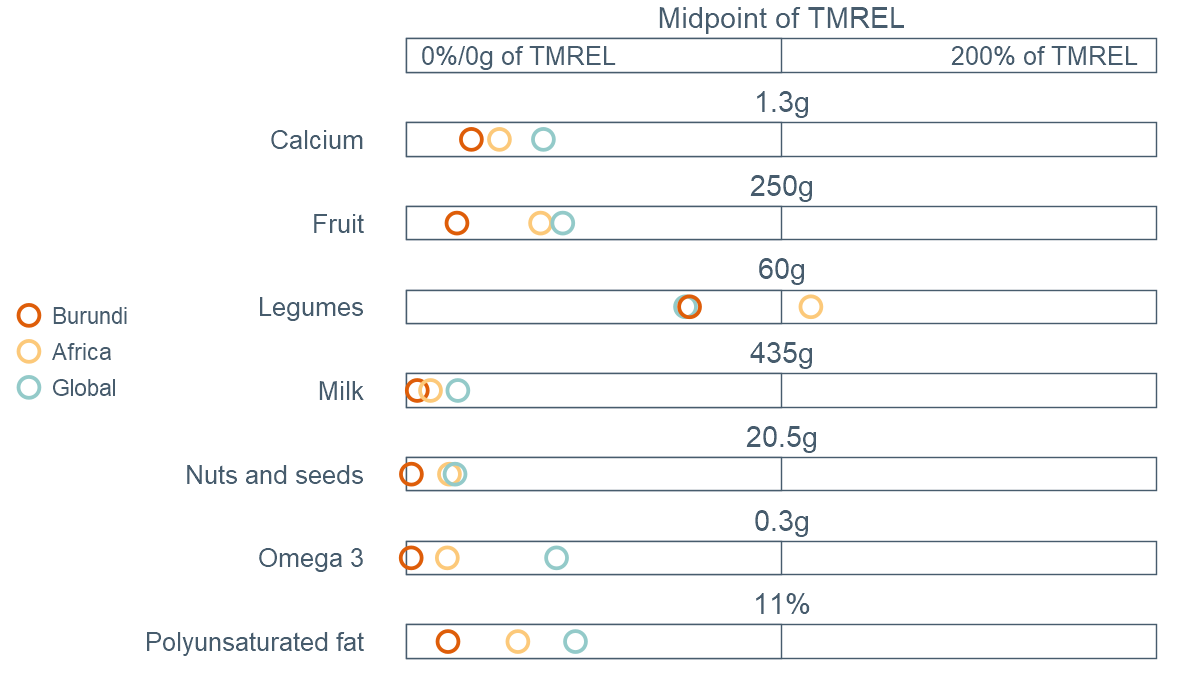 Midpoint of TMREL
0%/0g of TMREL
200% of TMREL
1.3g
Calcium
250g
Fruit
60g
Legumes
435g
Milk
20.5g
Nuts and seeds
0.3g
Omega 3
11%
Polyunsaturated fat
Burundi
Africa
Global